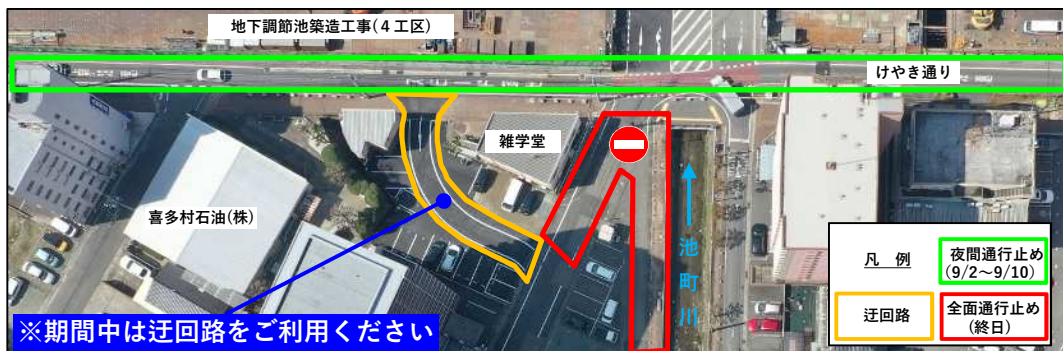 地下調節池築造工事(4工区)
けやき通り
雑学堂
喜多村石油(株)
池町川
凡 例
夜間通行止め
(9/2～9/10)
迂回路
全面通行止め
(終日)
※期間中は迂回路をご利用ください